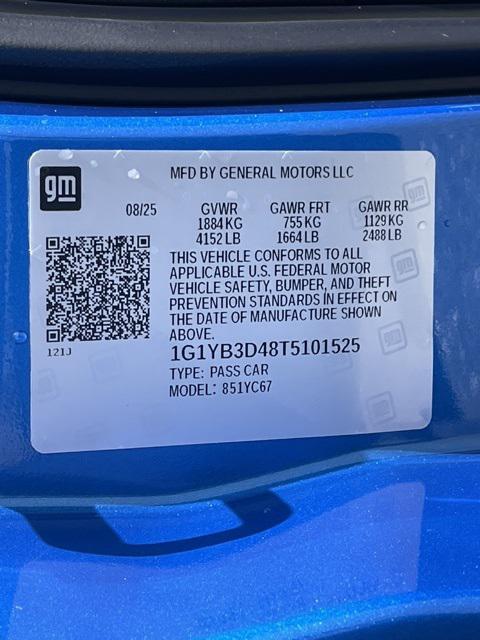 gm
MFD BY GENERAL MOTORS LLC
08/25 GVWR GAWR FRT GAWR RR
1884 KG 755 KG 1129 KG
4152 LB 1664 LB 2488 LB
THIS VEHICLE CONFORMS TO ALL
APPLICABLE U.S. FEDERAL MOTOR
VEHICLE SAFETY, BUMPER, AND THEFT
PREVENTION STANDARDS IN EFFECT ON
THE DATE OF MANUFACTURE SHOWN
ABOVE.
121J
1G1YB3D48T5101525
TYPE: PASS CAR
MODEL: 851YC67